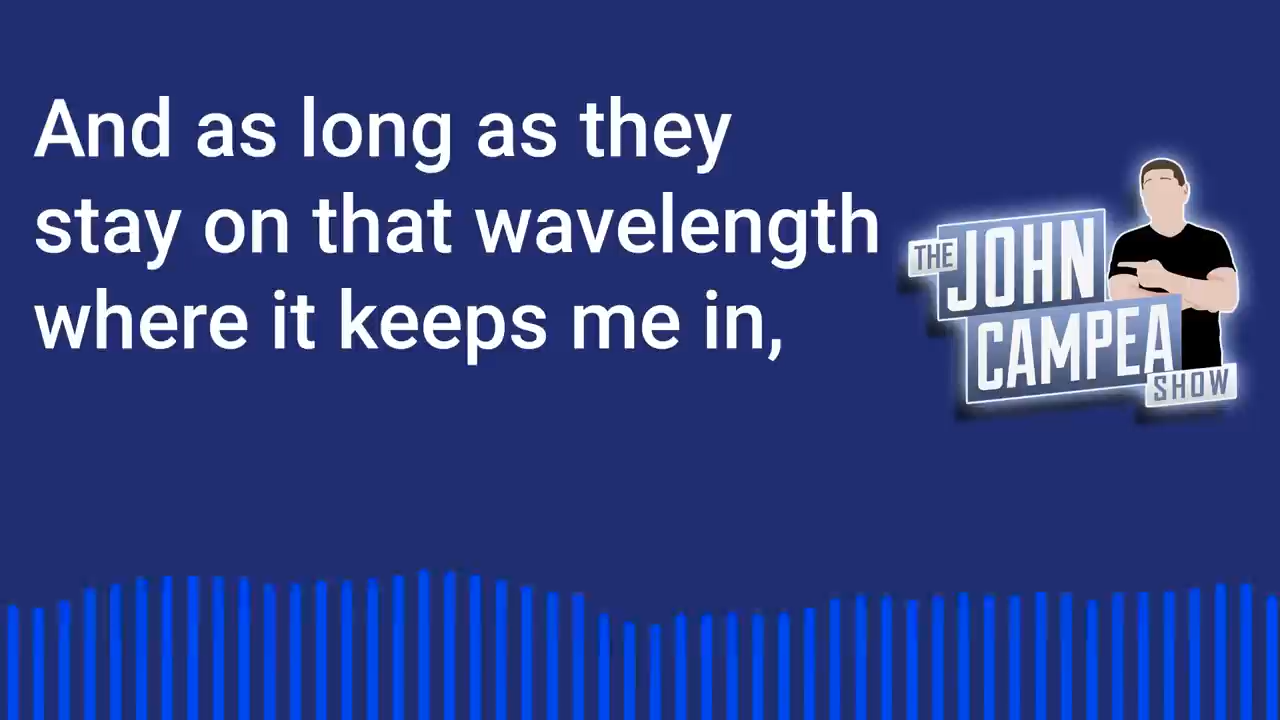 And as long as they
stay on that wavelength
where it keeps me in,
THE
JOHN
CAMPEA
SHOW